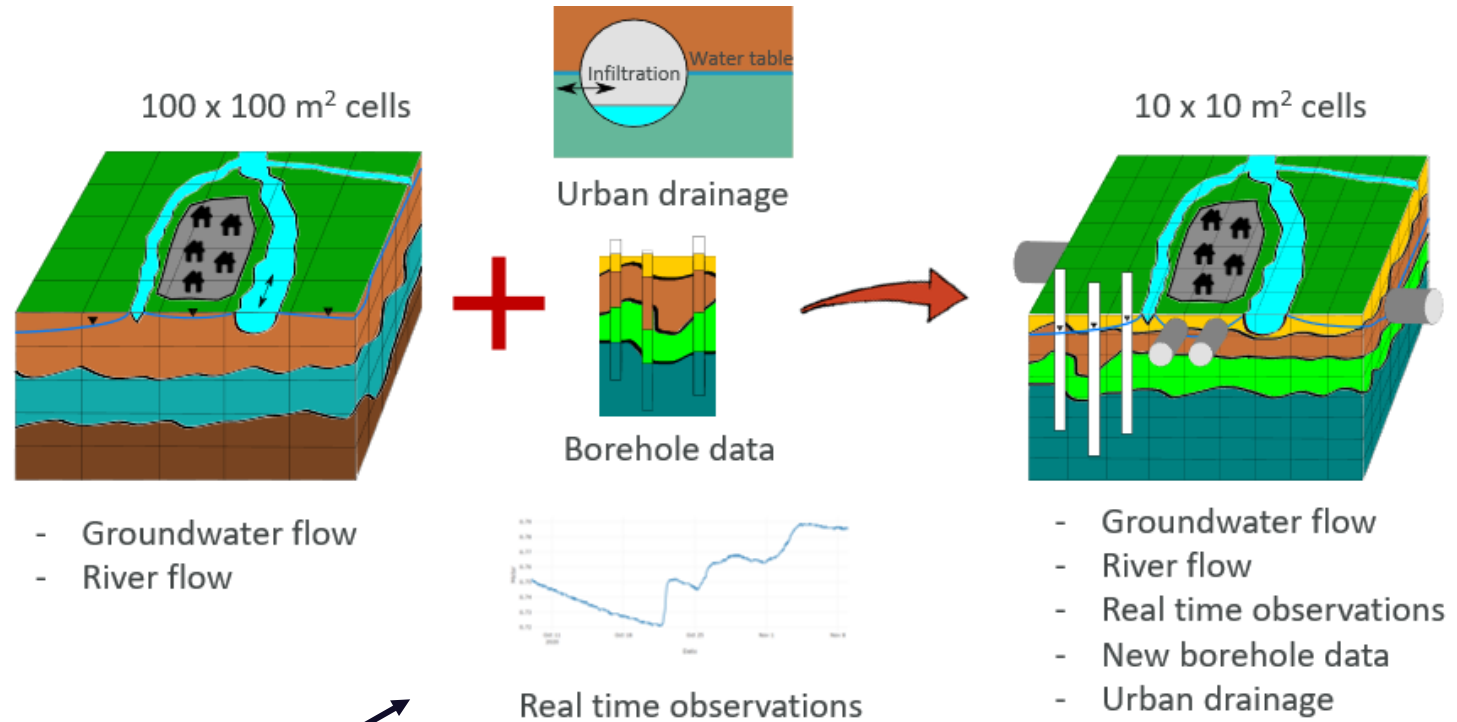 100 x 100 m² cells
- Groundwater flow
- River flow
Infiltration
Water table
Urban drainage
Borehole data
Real time observations
10 x 10 m² cells
- Groundwater flow
- River flow
- Real time observations
- New borehole data
- Urban drainage